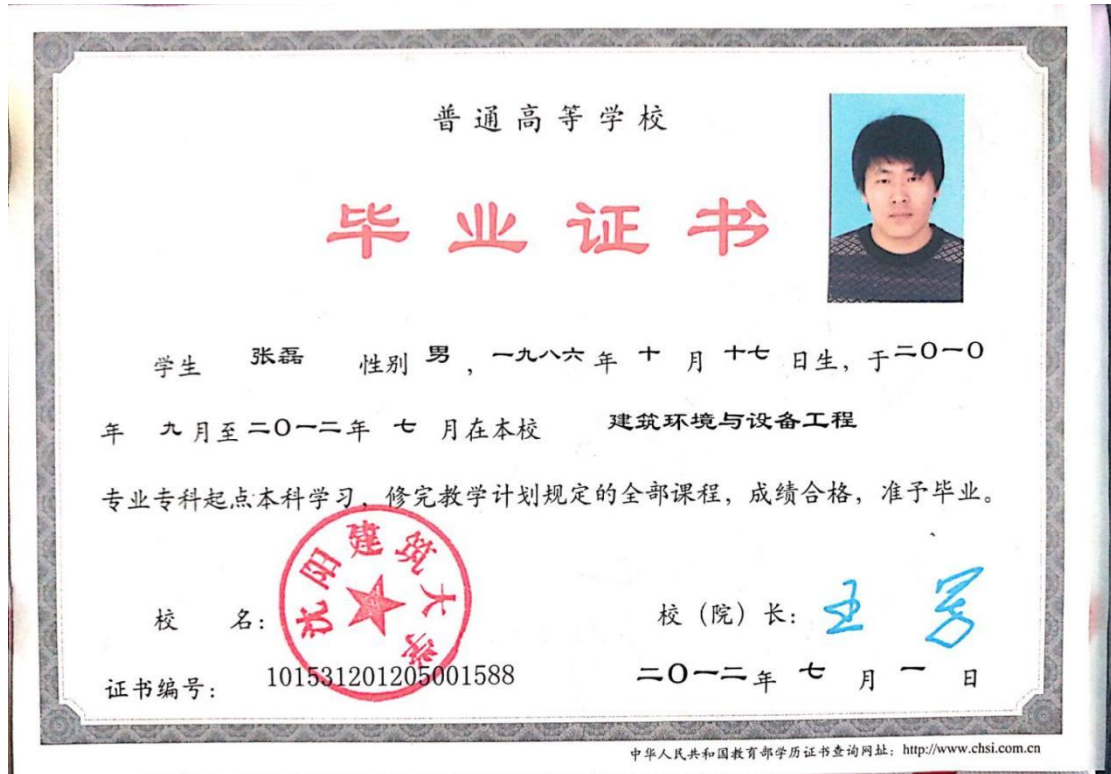 普通高等学校
毕业证书
学生 张磊 性别 男 , 一九八六 年 十 月 十七 日生, 于二〇一〇
年 九 月至 二〇一二 年 七 月在本校 建筑环境与设备工程
专业专科起点本科学习, 修完教学计划规定的全部课程, 成绩合格, 准予毕业。
沈阳建筑大学
校 名: 校 (院) 长:
证书编号: 101531201205001588 二〇一二 年 七 月 一 日
中华人民共和国教育部学历证书查询网址: http://www.chsi.com.cn